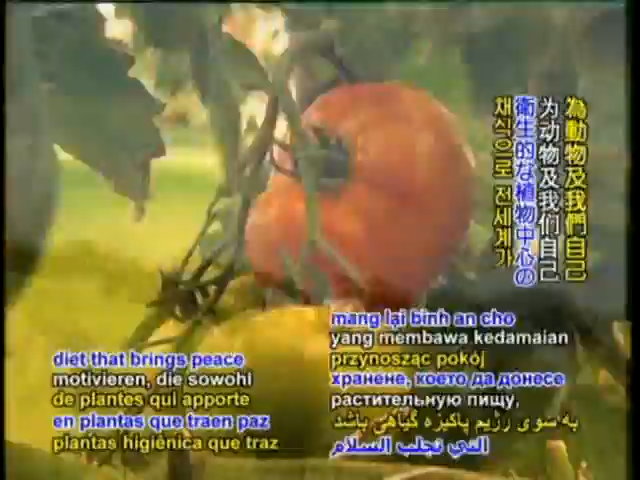 為動物及我們自己
为动物及我们自己
衛生的な植物中心の
채식으로 전세계가
diet that brings peace
motivieren, die sowohl
de plantes qui apporte
en plantas que traen paz
plantas higiênica que traz
mang lại bình an cho
yang membawa kedamaian
przynosząc pokój
хранене, което да донесе
растительную пищу,
به سوی رژیم پاکیزه گیاهی باشد
التي تجلب السلام